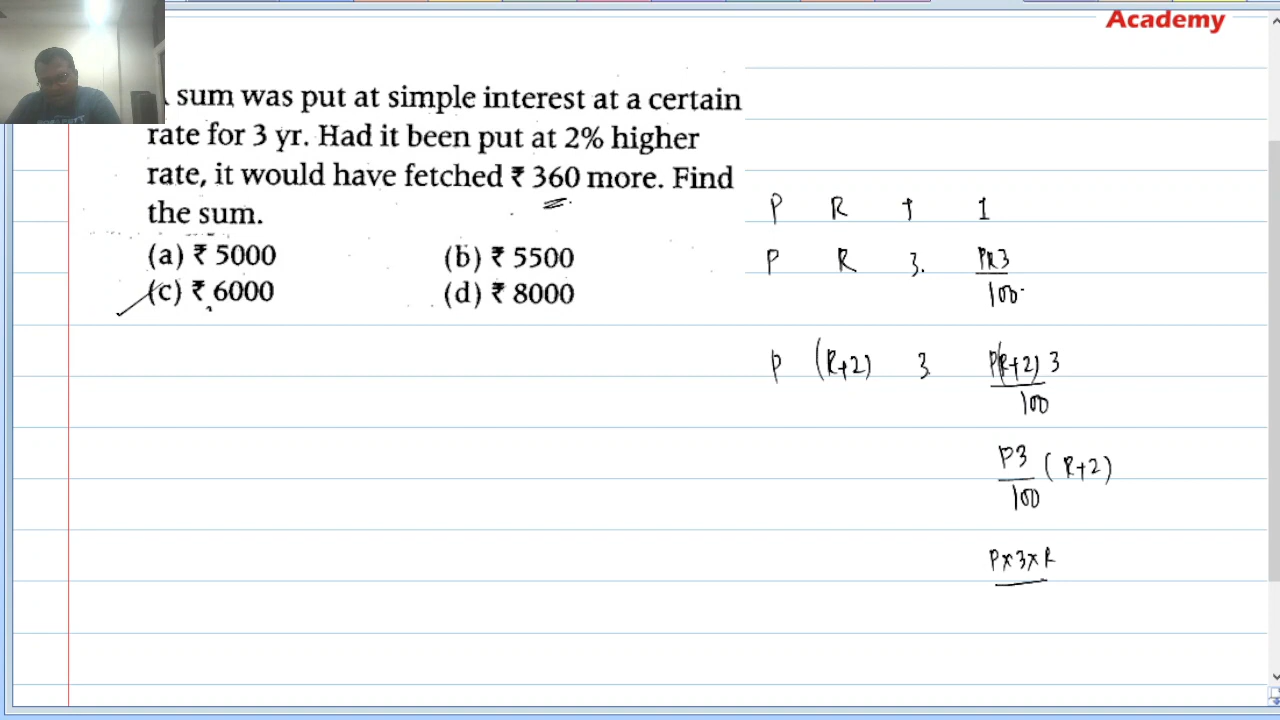 Academy
sum was put at simple interest at a certain
rate for 3 yr. Had it been put at 2% higher
rate, it would have fetched ₹ 360 more. Find
the sum.
(a) ₹ 5000 (b) ₹ 5500
(c) ₹ 6000 (d) ₹ 8000
P R T I
P R 3. PR3/100
P (R+2) 3 P(R+2) 3/100
P3/100 (R+2)
P×3×R